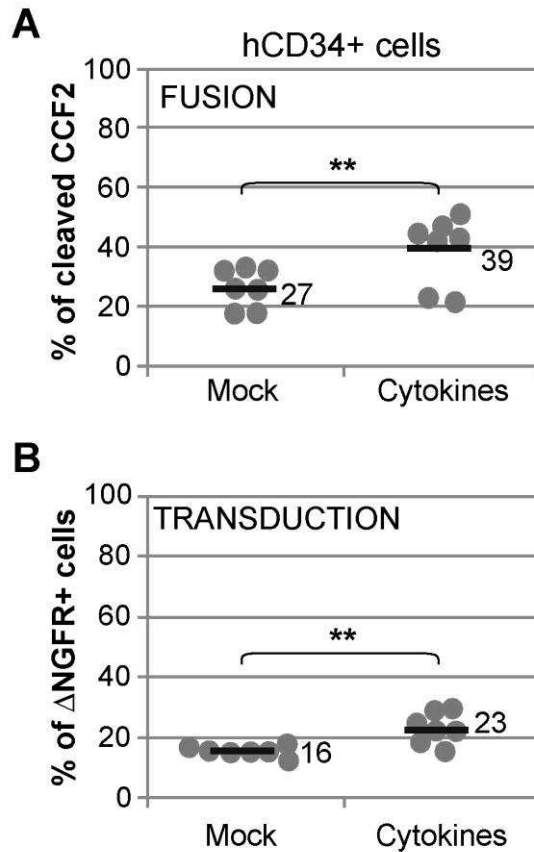 A
hCD34+ cells
% of cleaved CCF2
100
80
60
40
20
0
FUSION
**
27
39
Mock Cytokines
B
% of ΔNGFR+ cells
100
80
60
40
20
0
TRANSDUCTION
**
16
23
Mock Cytokines